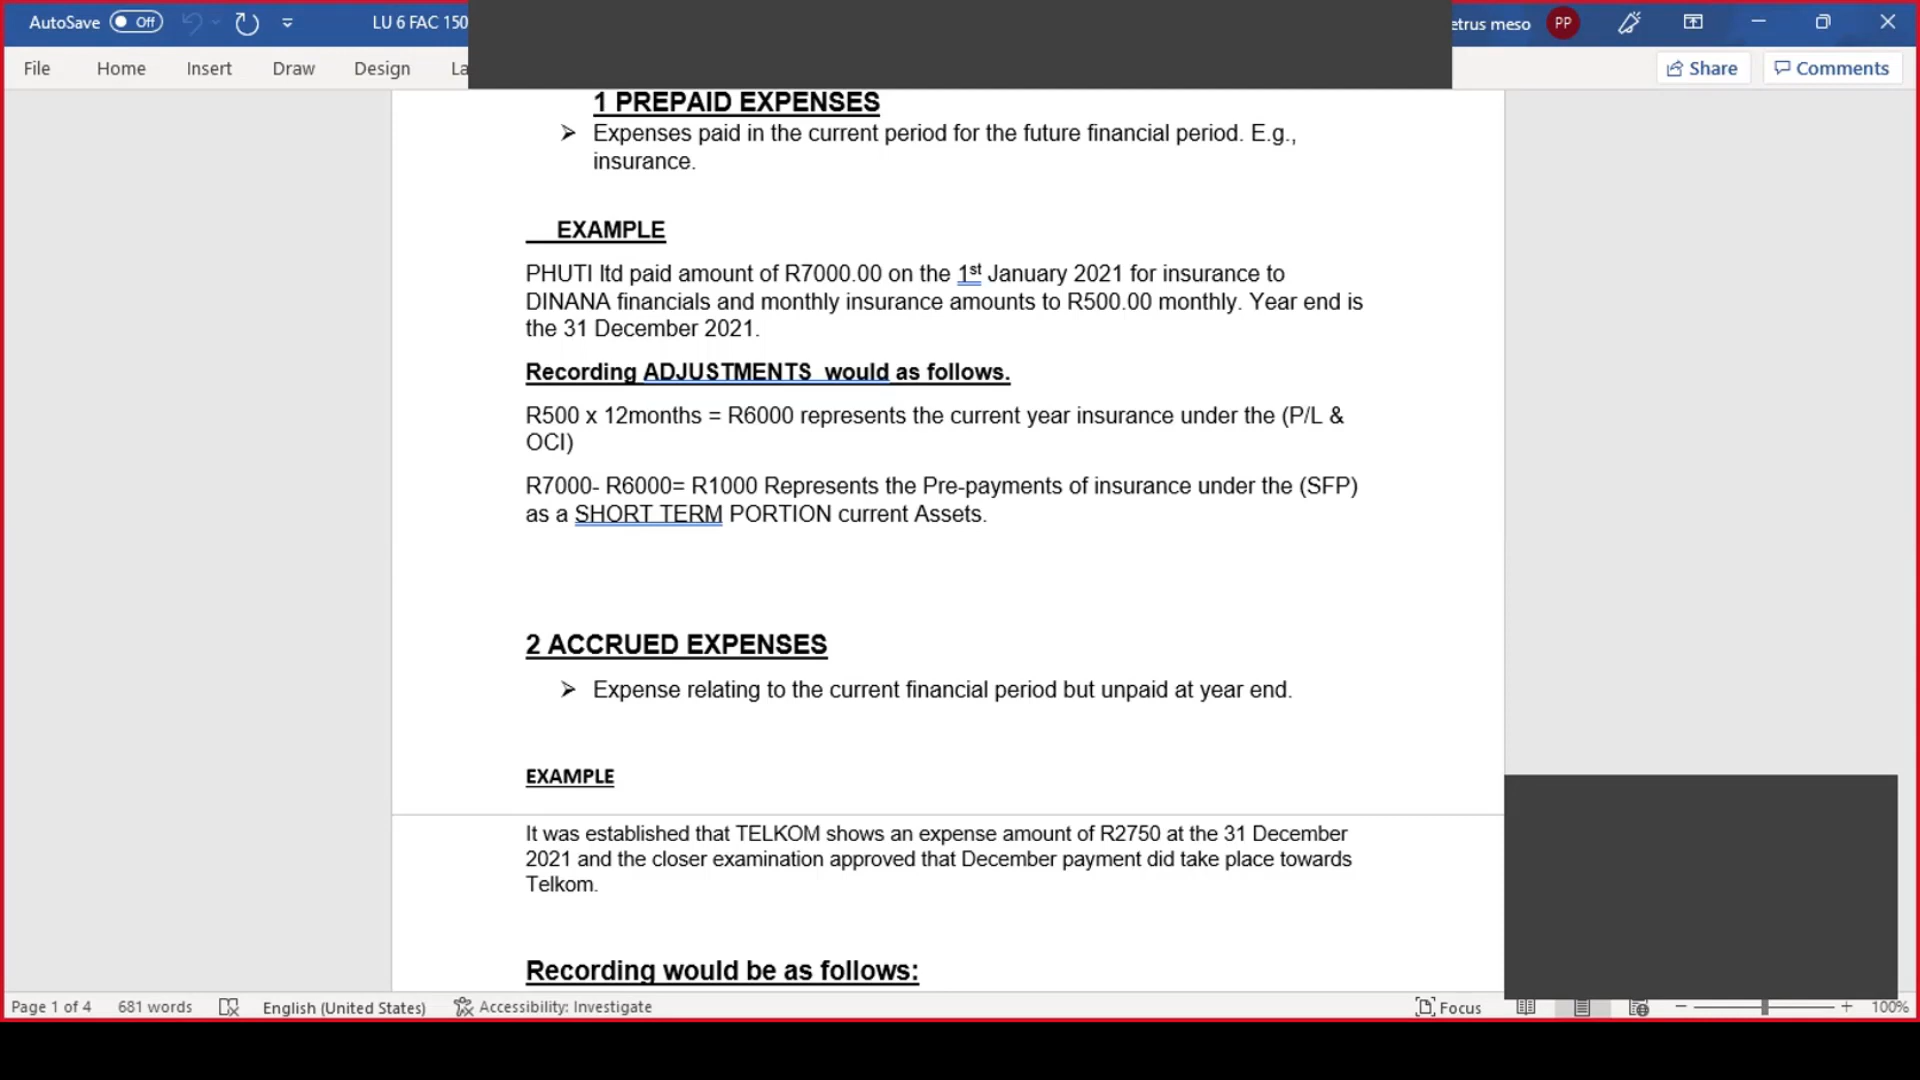 AutoSave Off LU 6 FAC 150 etrus meso PP
File Home Insert Draw Design La Share Comments
1 PREPAID EXPENSES
➢ Expenses paid in the current period for the future financial period. E.g.,
insurance.
EXAMPLE
PHUTI ltd paid amount of R7000.00 on the 1st January 2021 for insurance to
DINANA financials and monthly insurance amounts to R500.00 monthly. Year end is
the 31 December 2021.
Recording ADJUSTMENTS would as follows.
R500 x 12months = R6000 represents the current year insurance under the (P/L &
OCI)
R7000- R6000= R1000 Represents the Pre-payments of insurance under the (SFP)
as a SHORT TERM PORTION current Assets.
2 ACCRUED EXPENSES
➢ Expense relating to the current financial period but unpaid at year end.
EXAMPLE
It was established that TELKOM shows an expense amount of R2750 at the 31 December
2021 and the closer examination approved that December payment did take place towards
Telkom.
Recording would be as follows:
Page 1 of 4 681 words English (United States) Accessibility: Investigate Focus 100%